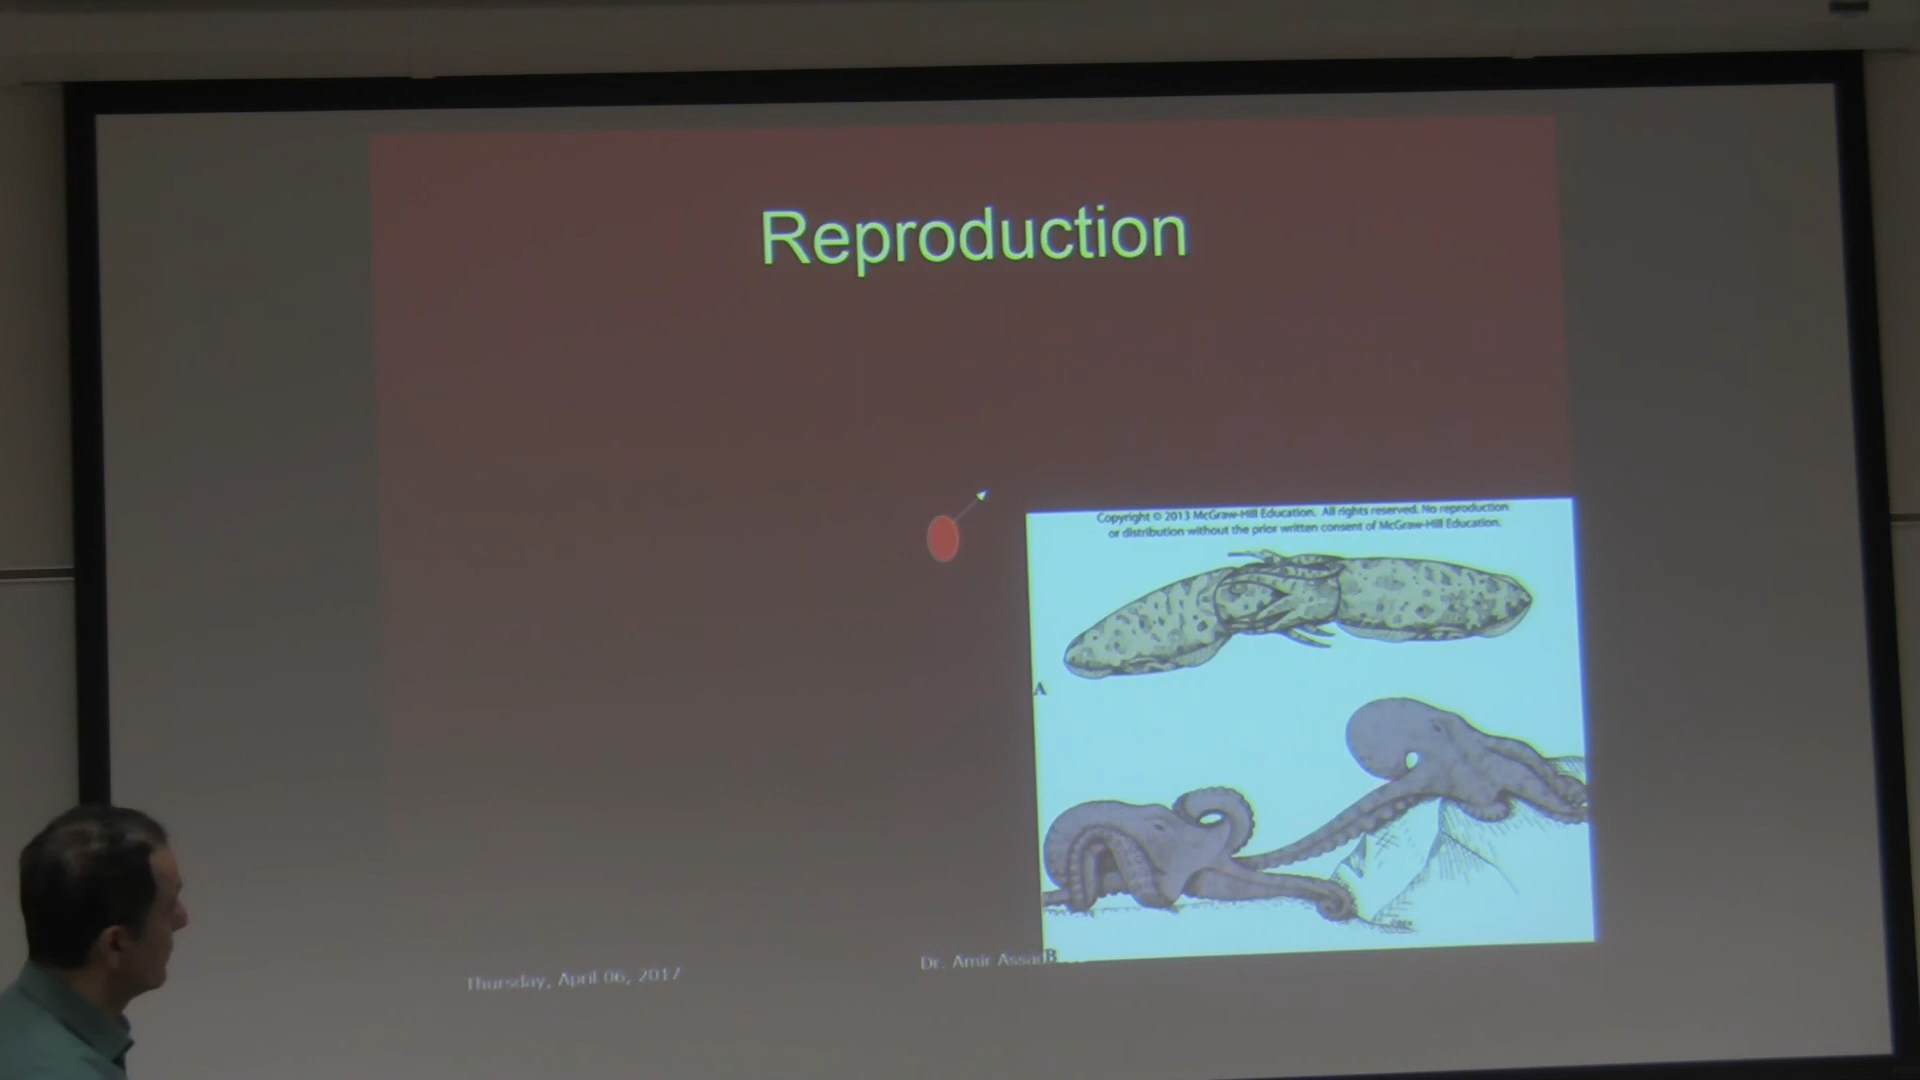 Reproduction
Copyright © 2013 McGraw-Hill Education. All rights reserved. No reproduction
or distribution without the prior written consent of McGraw-Hill Education.
A
B
Thursday, April 06, 2017
Dr. Amir